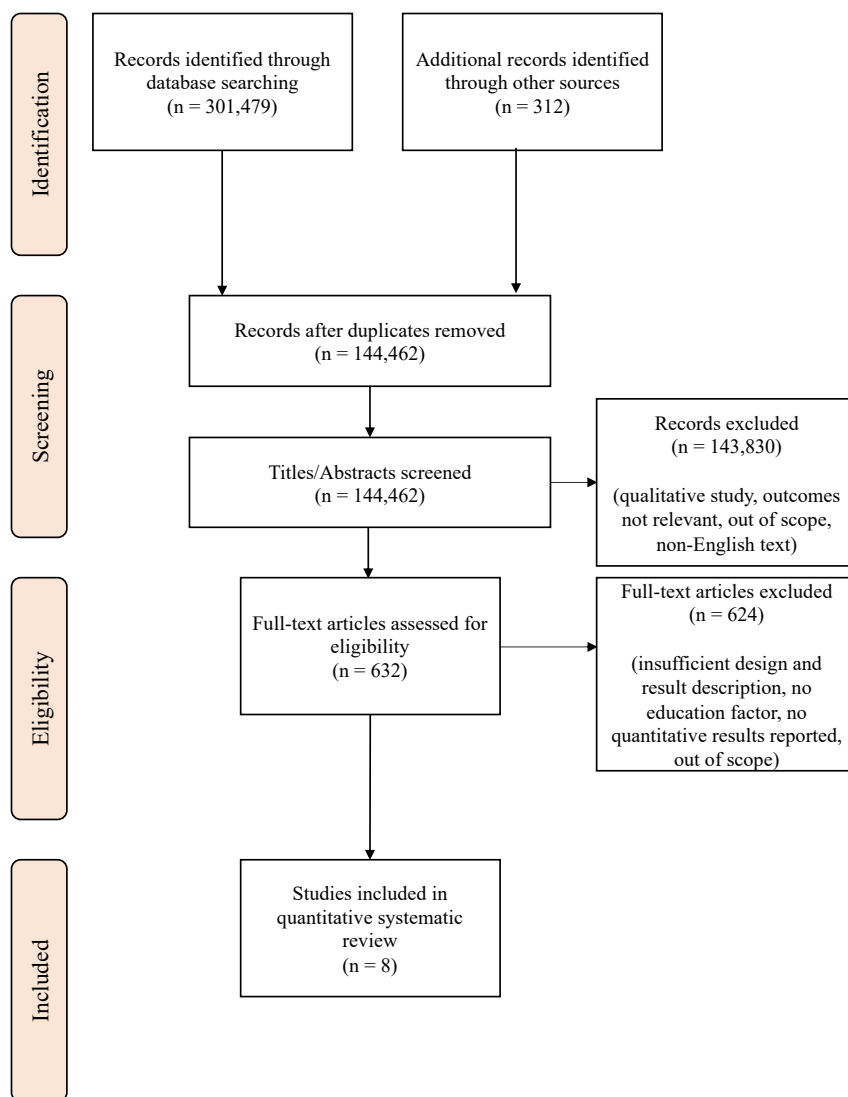 Identification
Records identified through
database searching
(n = 301,479)
Additional records identified
through other sources
(n = 312)
Screening
Records after duplicates removed
(n = 144,462)
Titles/Abstracts screened
(n = 144,462)
Records excluded
(n = 143,830)
(qualitative study, outcomes
not relevant, out of scope,
non-English text)
Eligibility
Full-text articles assessed for
eligibility
(n = 632)
Full-text articles excluded
(n = 624)
(insufficient design and
result description, no
education factor, no
quantitative results reported,
out of scope)
Included
Studies included in
quantitative systematic
review
(n = 8)